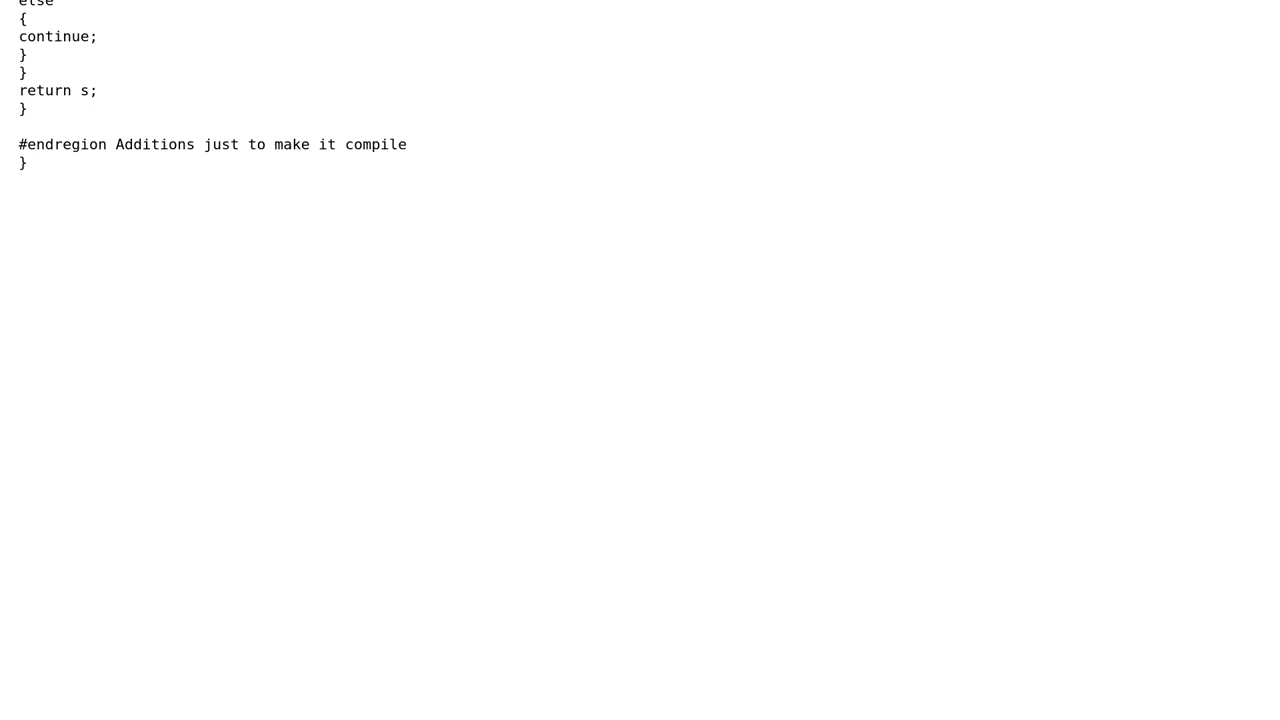 else
{
continue;
}
}
return s;
}

#endregion Additions just to make it compile
}